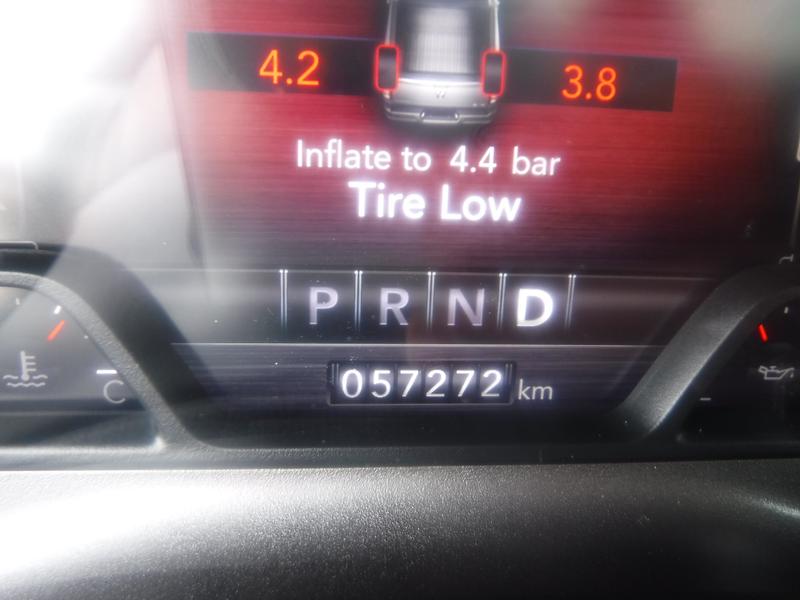 4.2 3.8
Inflate to 4.4 bar
Tire Low
P R N D
057272 km
C